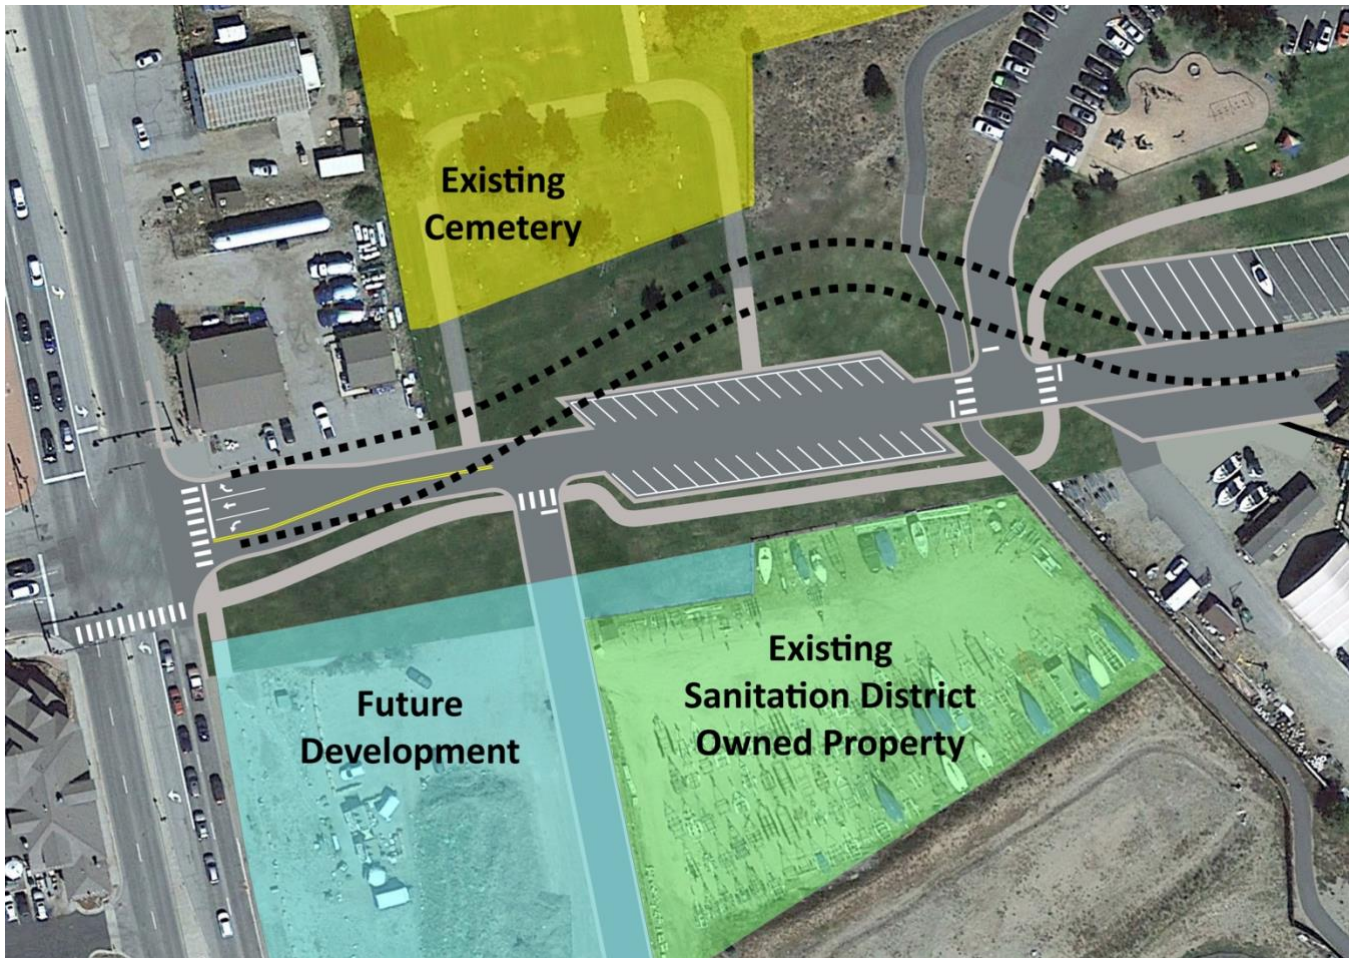 Existing
Cemetery
Future
Development
Existing
Sanitation District
Owned Property